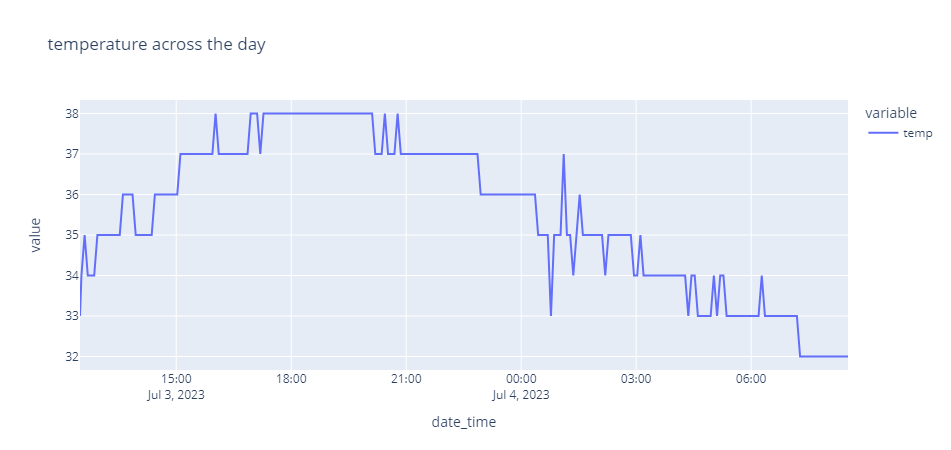 temperature across the day
variable
temp
value
38
37
36
35
34
33
32
15:00
Jul 3, 2023
18:00
21:00
00:00
Jul 4, 2023
03:00
06:00
date_time